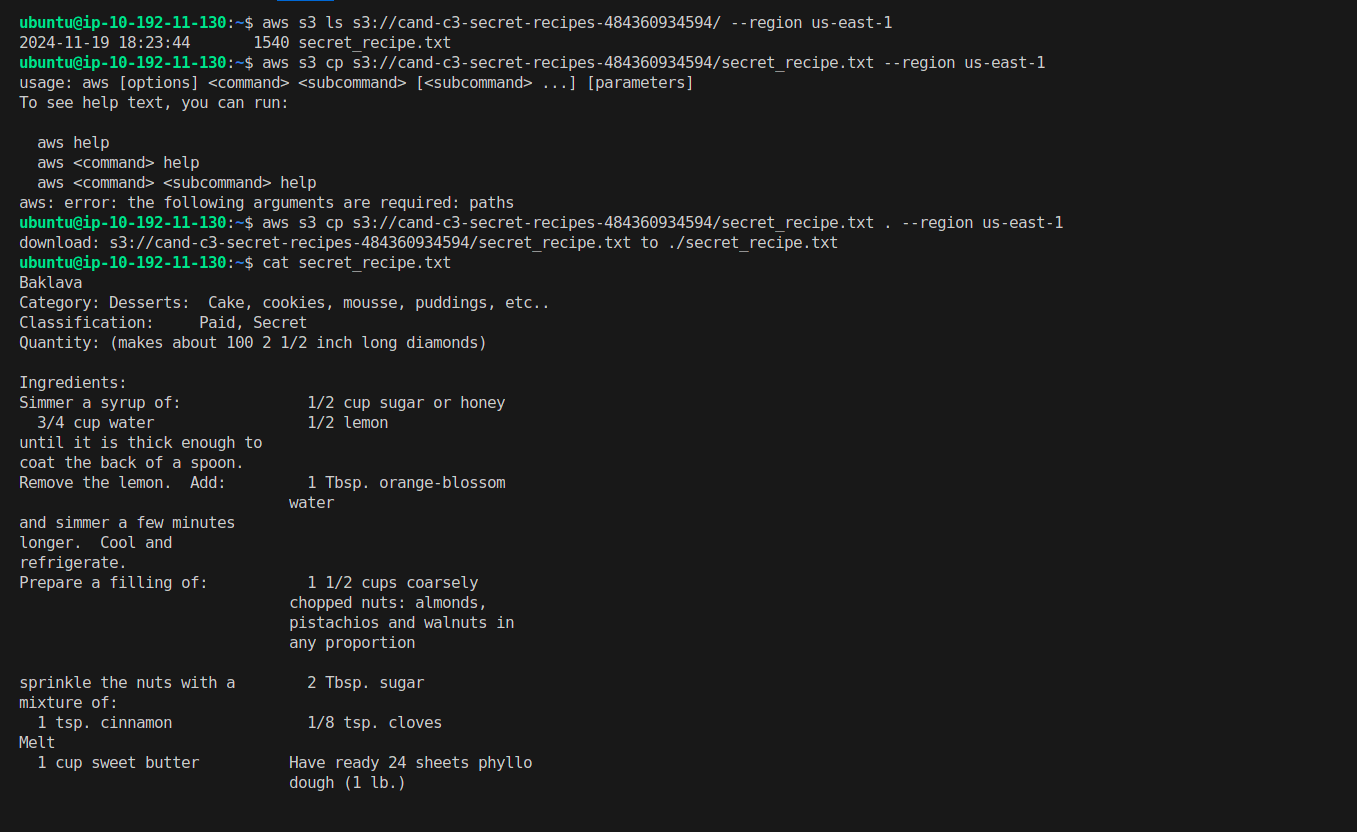 ubuntu@ip-10-192-11-130:~$ aws s3 ls s3://cand-c3-secret-recipes-484360934594/ --region us-east-1
2024-11-19 18:23:44       1540 secret_recipe.txt
ubuntu@ip-10-192-11-130:~$ aws s3 cp s3://cand-c3-secret-recipes-484360934594/secret_recipe.txt --region us-east-1
usage: aws [options] <command> <subcommand> [<subcommand> ...] [parameters]
To see help text, you can run:

  aws help
  aws <command> help
  aws <command> <subcommand> help
aws: error: the following arguments are required: paths
ubuntu@ip-10-192-11-130:~$ aws s3 cp s3://cand-c3-secret-recipes-484360934594/secret_recipe.txt . --region us-east-1
download: s3://cand-c3-secret-recipes-484360934594/secret_recipe.txt to ./secret_recipe.txt
ubuntu@ip-10-192-11-130:~$ cat secret_recipe.txt
Baklava
Category: Desserts:  Cake, cookies, mousse, puddings, etc..
Classification:     Paid, Secret
Quantity: (makes about 100 2 1/2 inch long diamonds)

Ingredients:
Simmer a syrup of:              1/2 cup sugar or honey
  3/4 cup water                 1/2 lemon
until it is thick enough to
coat the back of a spoon.
Remove the lemon.  Add:         1 Tbsp. orange-blossom
                              water
and simmer a few minutes
longer.  Cool and
refrigerate.
Prepare a filling of:           1 1/2 cups coarsely
                              chopped nuts: almonds,
                              pistachios and walnuts in
                              any proportion

sprinkle the nuts with a        2 Tbsp. sugar
mixture of:
  1 tsp. cinnamon               1/8 tsp. cloves
Melt
  1 cup sweet butter          Have ready 24 sheets phyllo
                              dough (1 lb.)